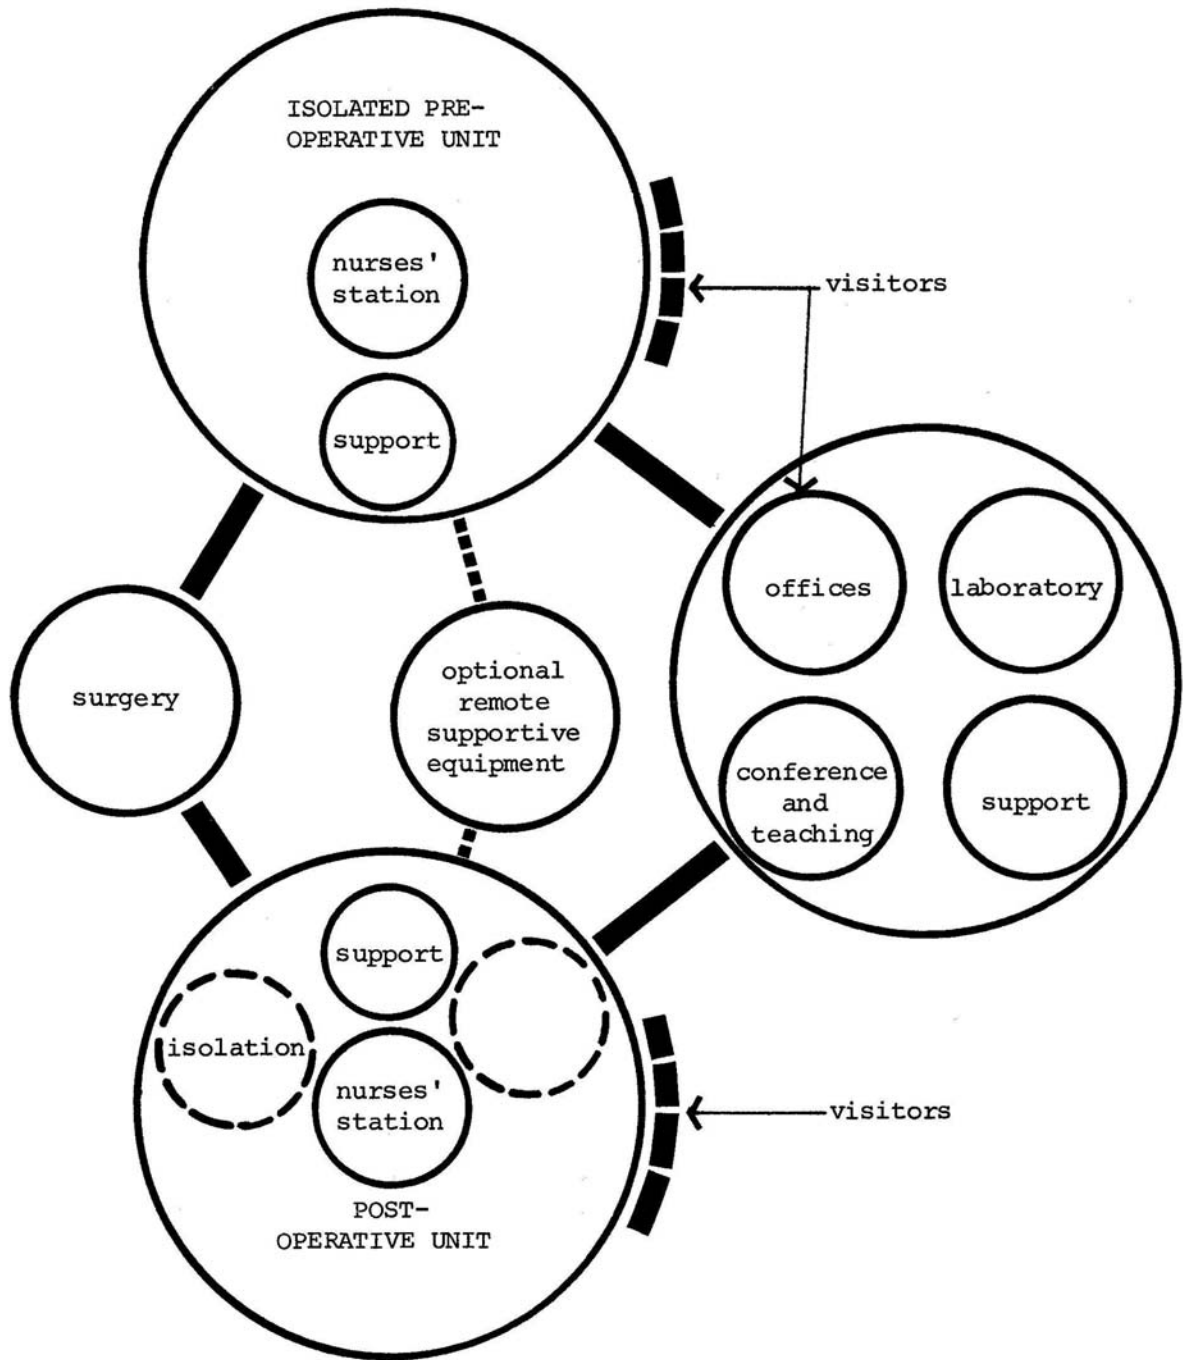 ISOLATED PRE-
OPERATIVE UNIT
nurses'
station
visitors
support
offices
laboratory
surgery
optional
remote
supportive
equipment
conference
and
teaching
support
support
isolation
nurses'
station
visitors
POST-
OPERATIVE UNIT